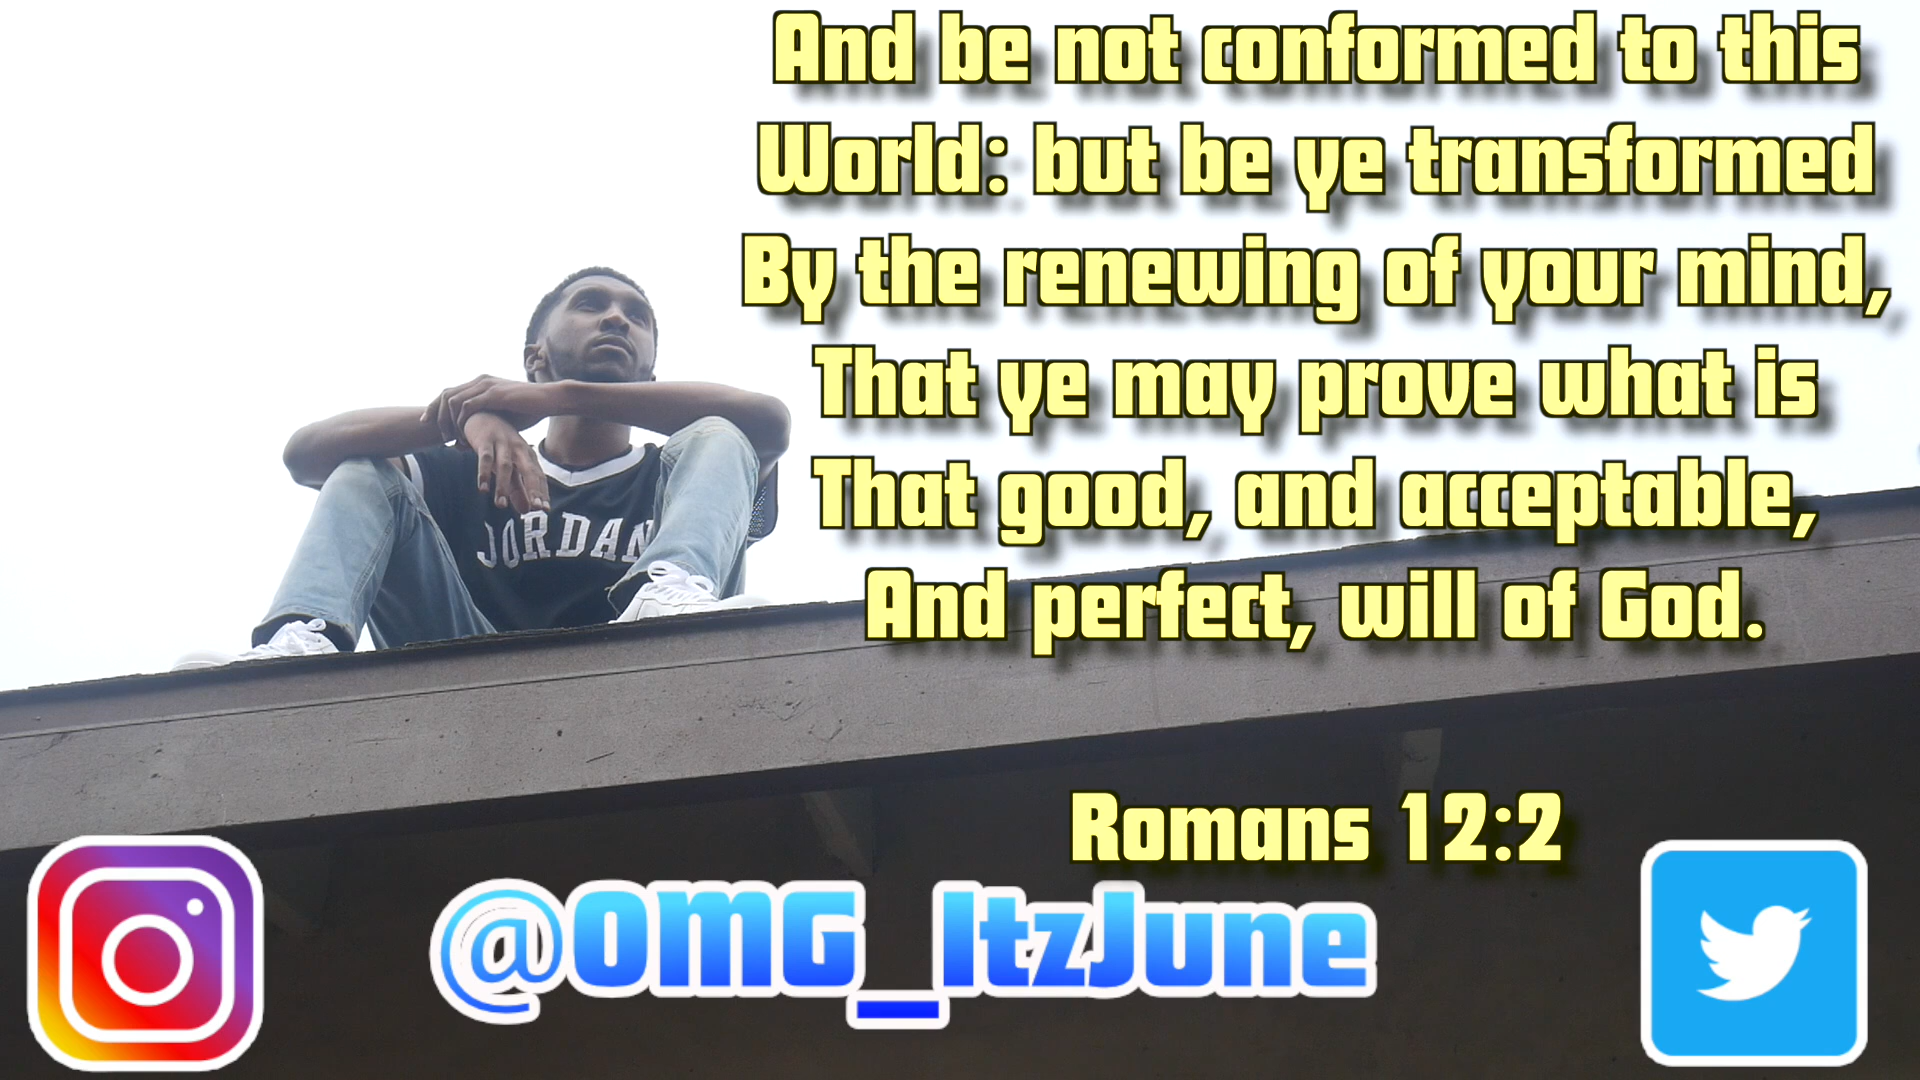 And be not conformed to this
World: but be ye transformed
By the renewing of your mind,
That ye may prove what is
That good, and acceptable,
And perfect, will of God.
JORDAN
Romans 12:2
@OMG_ItzJune